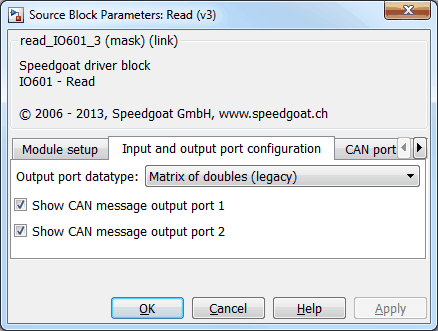 Source Block Parameters: Read (v3)
read_IO601_3 (mask) (link)
Speedgoat driver block
IO601 - Read
© 2006 - 2013, Speedgoat GmbH, www.speedgoat.ch
Module setup Input and output port configuration CAN port
Output port datatype: Matrix of doubles (legacy)
Show CAN message output port 1
Show CAN message output port 2
OK Cancel Help Apply